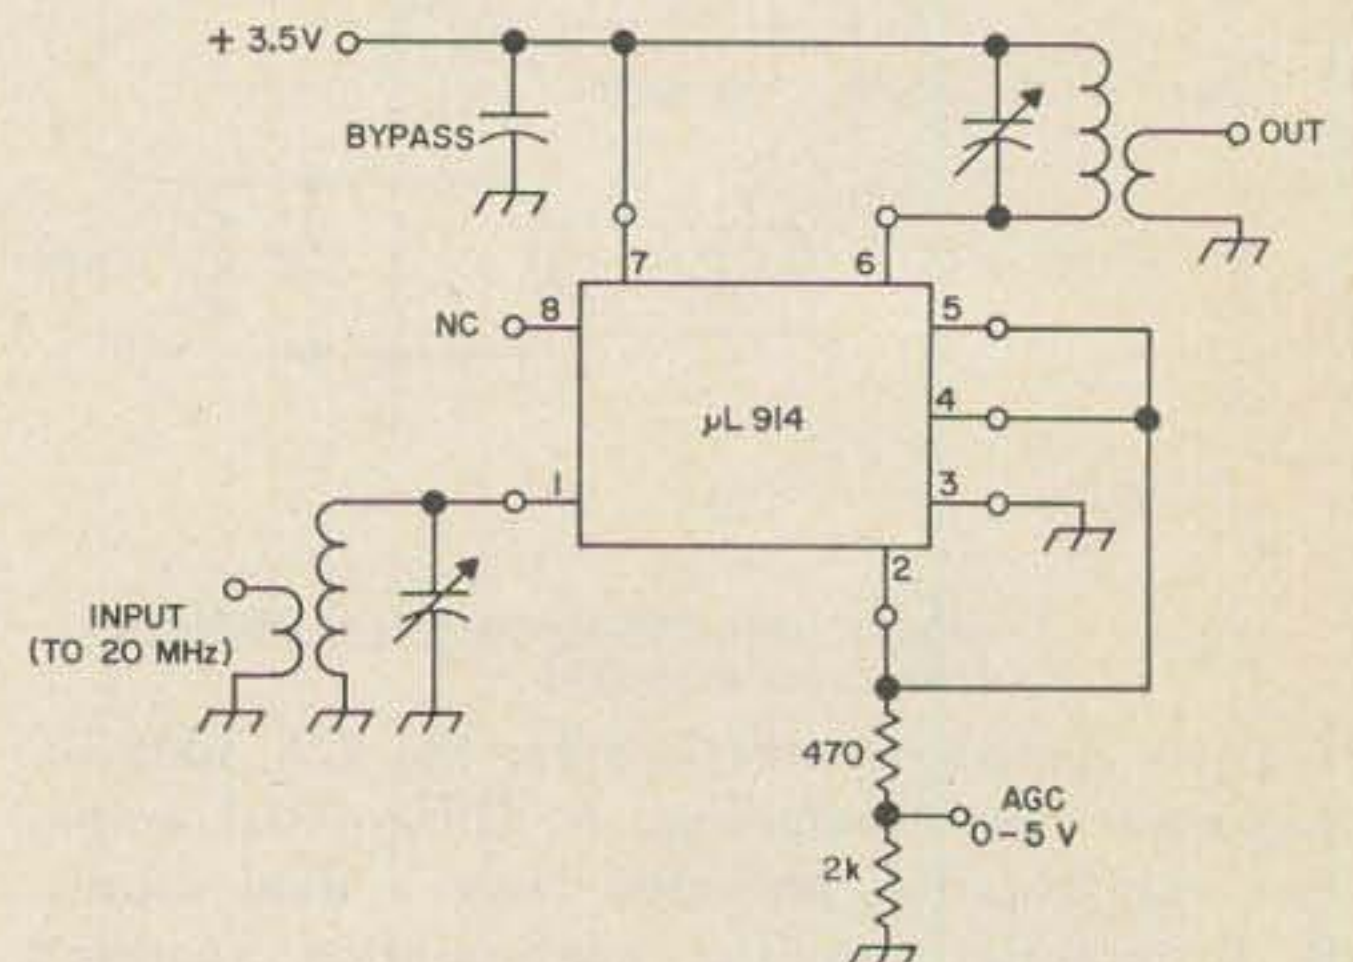 + 3.5V
BYPASS
OUT
7
6
NC
8
5
µL 914
4
1
3
2
INPUT
(TO 20 MHz)
470
AGC
0-5 V
2k